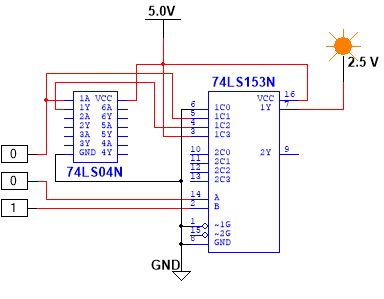 5.0V
2.5 V
74LS153N
1A VCC
1Y 6A
2A 6Y
2Y 5A
3A 5Y
3Y 4A
GND 4Y
74LS04N
6 1C0
5 1C1
4 1C2
3 1C3
10 2C0
11 2C1
12 2C2
13 2C3
14 A
2 B
1 ~1G
15 ~2G
8 GND
VCC 16
1Y 7
2Y 9
0
0
1
GND